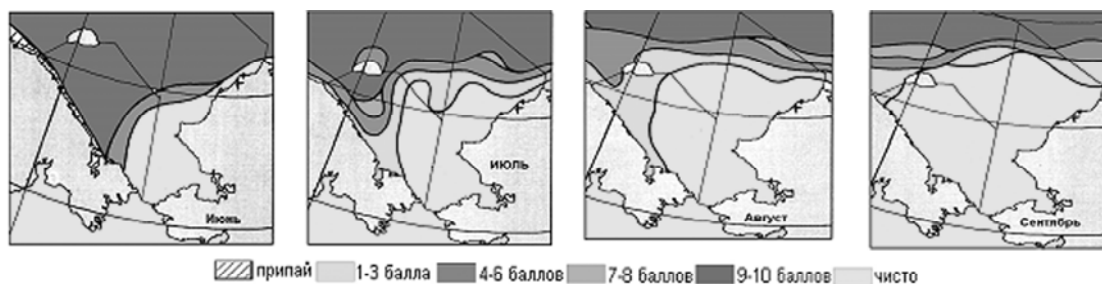 Июнь
ИЮЛЬ
Август
Сентябрь
припай 1-3 балла 4-6 баллов 7-8 баллов 9-10 баллов чисто